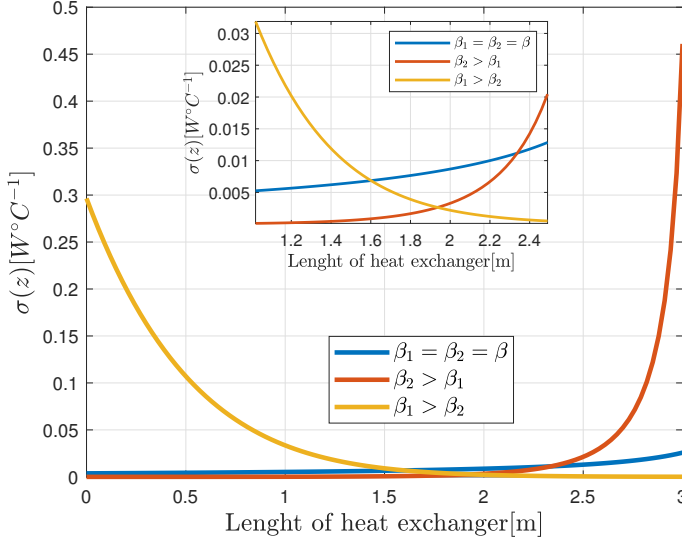 0.5
0.45
0.4
0.35
0.3
0.25
0.2
0.15
0.1
0.05
0
σ(z)[W°C⁻¹]
0 0.5 1 1.5 2 2.5 3
Lenght of heat exchanger[m]
β₁ = β₂ = β
β₂ > β₁
β₁ > β₂
0.03
0.025
0.02
0.015
0.01
0.005
σ(z)[W°C⁻¹]
1.2 1.4 1.6 1.8 2 2.2 2.4
Lenght of heat exchanger[m]
β₁ = β₂ = β
β₂ > β₁
β₁ > β₂